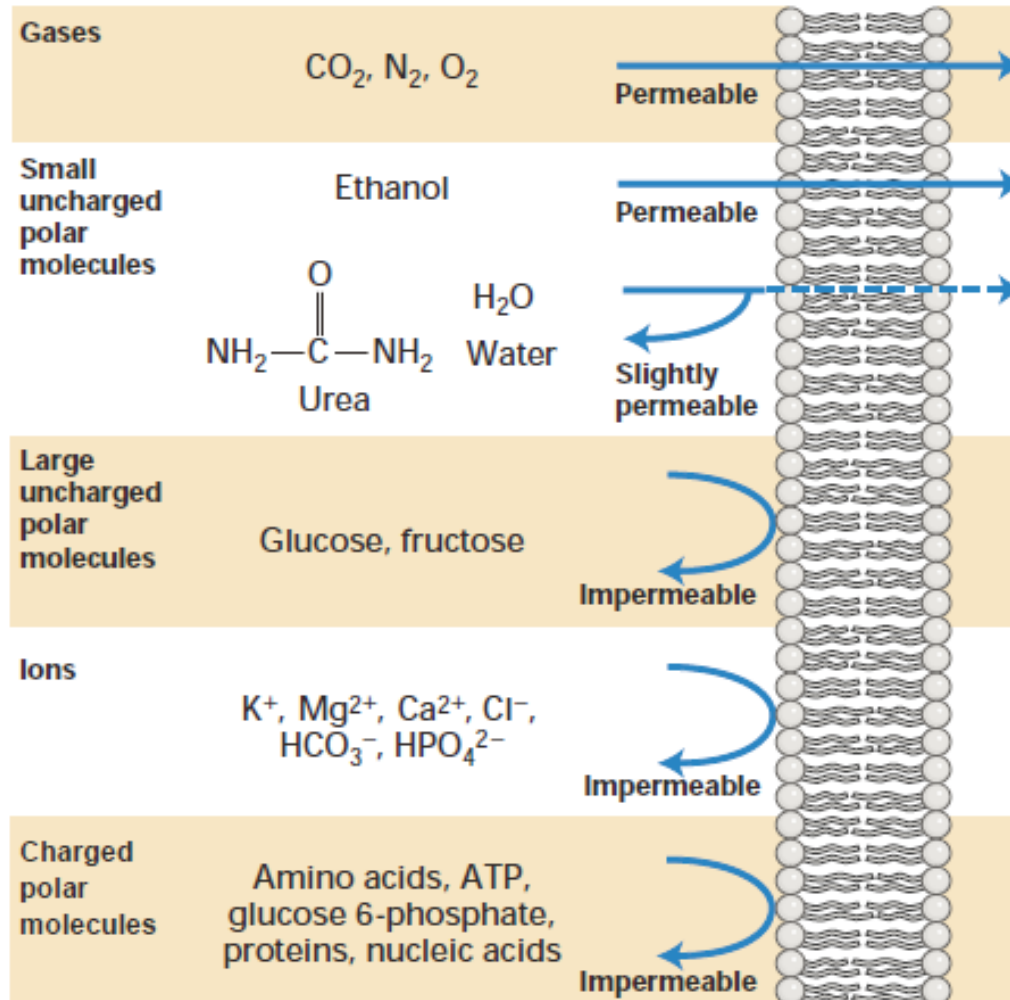 Gases
CO₂, N₂, O₂
Permeable
Small
uncharged
polar
molecules
Ethanol
Permeable
O
NH₂—C—NH₂
Urea
H₂O
Water
Slightly
permeable
Large
uncharged
polar
molecules
Glucose, fructose
Impermeable
Ions
K⁺, Mg²⁺, Ca²⁺, Cl⁻,
HCO₃⁻, HPO₄²⁻
Impermeable
Charged
polar
molecules
Amino acids, ATP,
glucose 6-phosphate,
proteins, nucleic acids
Impermeable